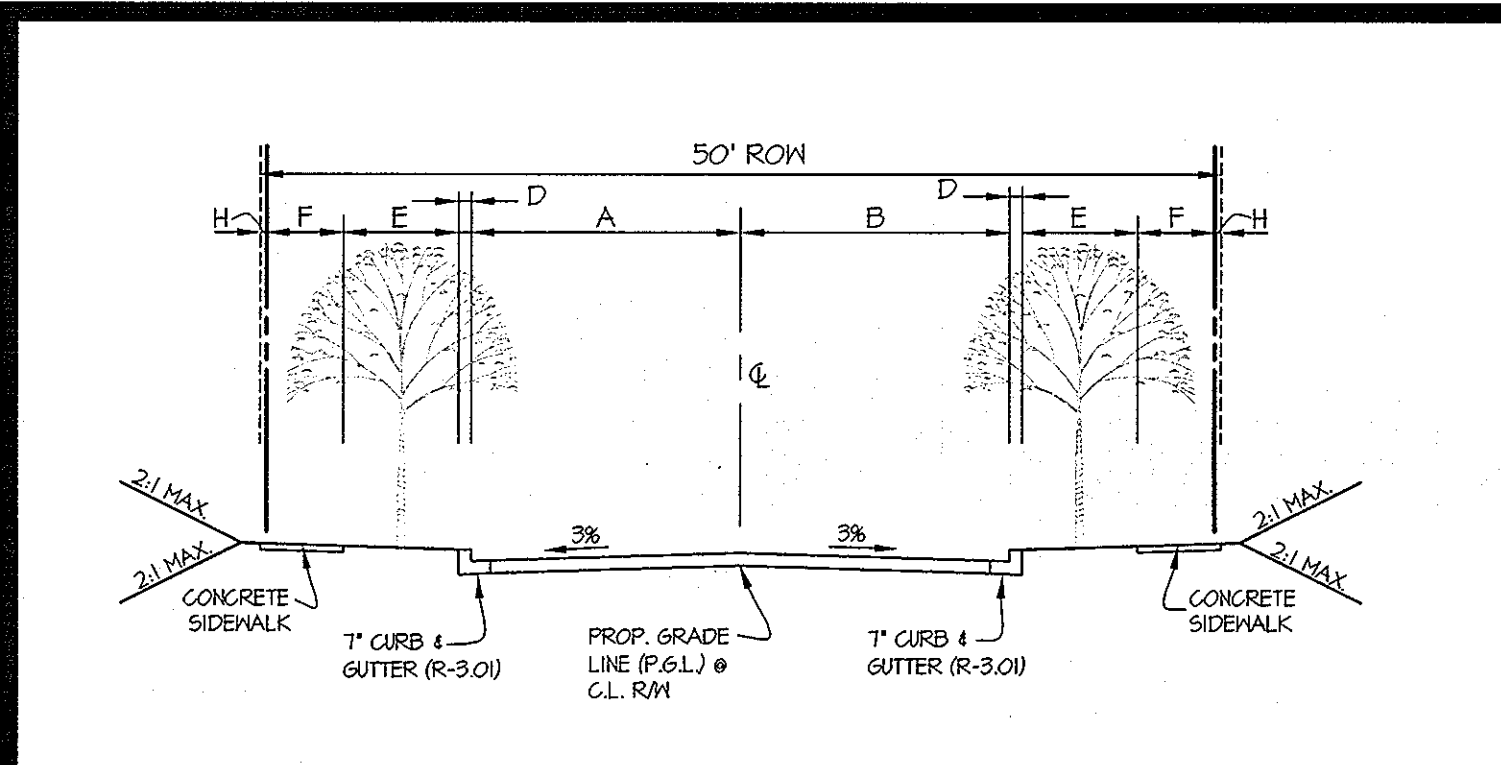 50' ROW
D
D
H
F
E
A
B
E
F
H
℄
2:1 MAX.
2:1 MAX.
3%
3%
2:1 MAX.
2:1 MAX.
CONCRETE
SIDEWALK
7" CURB &
GUTTER (R-3.01)
PROP. GRADE
LINE (P.G.L.) @
C.L. R/W
7" CURB &
GUTTER (R-3.01)
CONCRETE
SIDEWALK